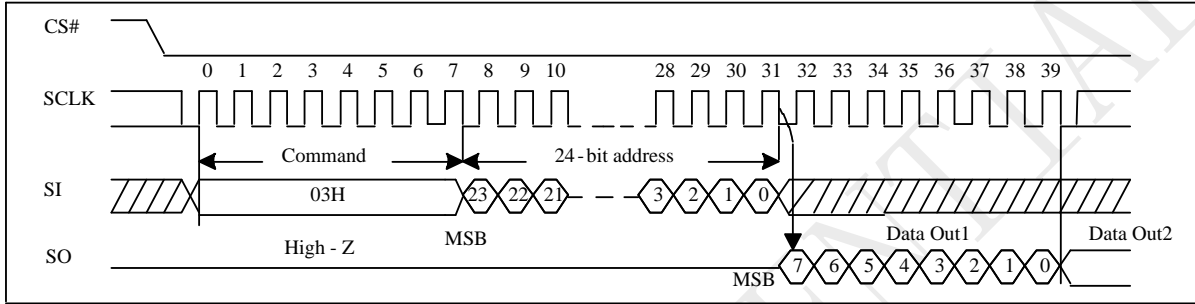 CS#
0 1 2 3 4 5 6 7 8 9 10 28 29 30 31 32 33 34 35 36 37 38 39
SCLK
Command 24-bit address
SI 03H 23 22 21 3 2 1 0
High - Z MSB Data Out1 Data Out2
SO MSB 7 6 5 4 3 2 1 0